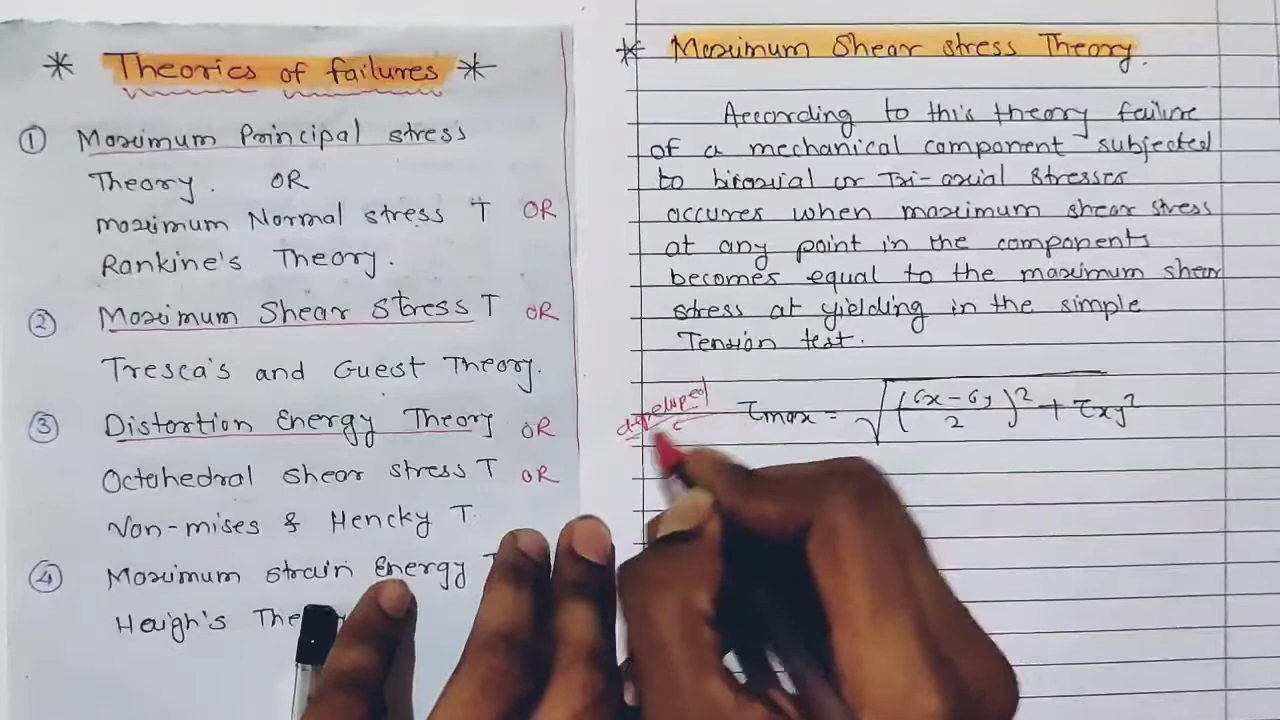 * Theories of failures *
① Maximum Principal stress
Theory. OR
maximum Normal stress T OR
Rankine's Theory.
② Maximum Shear Stress T OR
Tresca's and Guest Theory.
③ Distortion Energy Theory OR
Octahedral Shear stress T OR
Von-mises & Hencky T.
④ Maximum strain Energy
Haigh's The
* Maximum Shear stress Theory.
According to this theory failure
of a mechanical component subjected
to biaxial or Tri-axial Stresses
occures when maximum shear stress
at any point in the components
becomes equal to the maximum shear
stress at yielding in the simple
Tension test.
developed
τmax = √((σx - σy)/2)² + τxy²